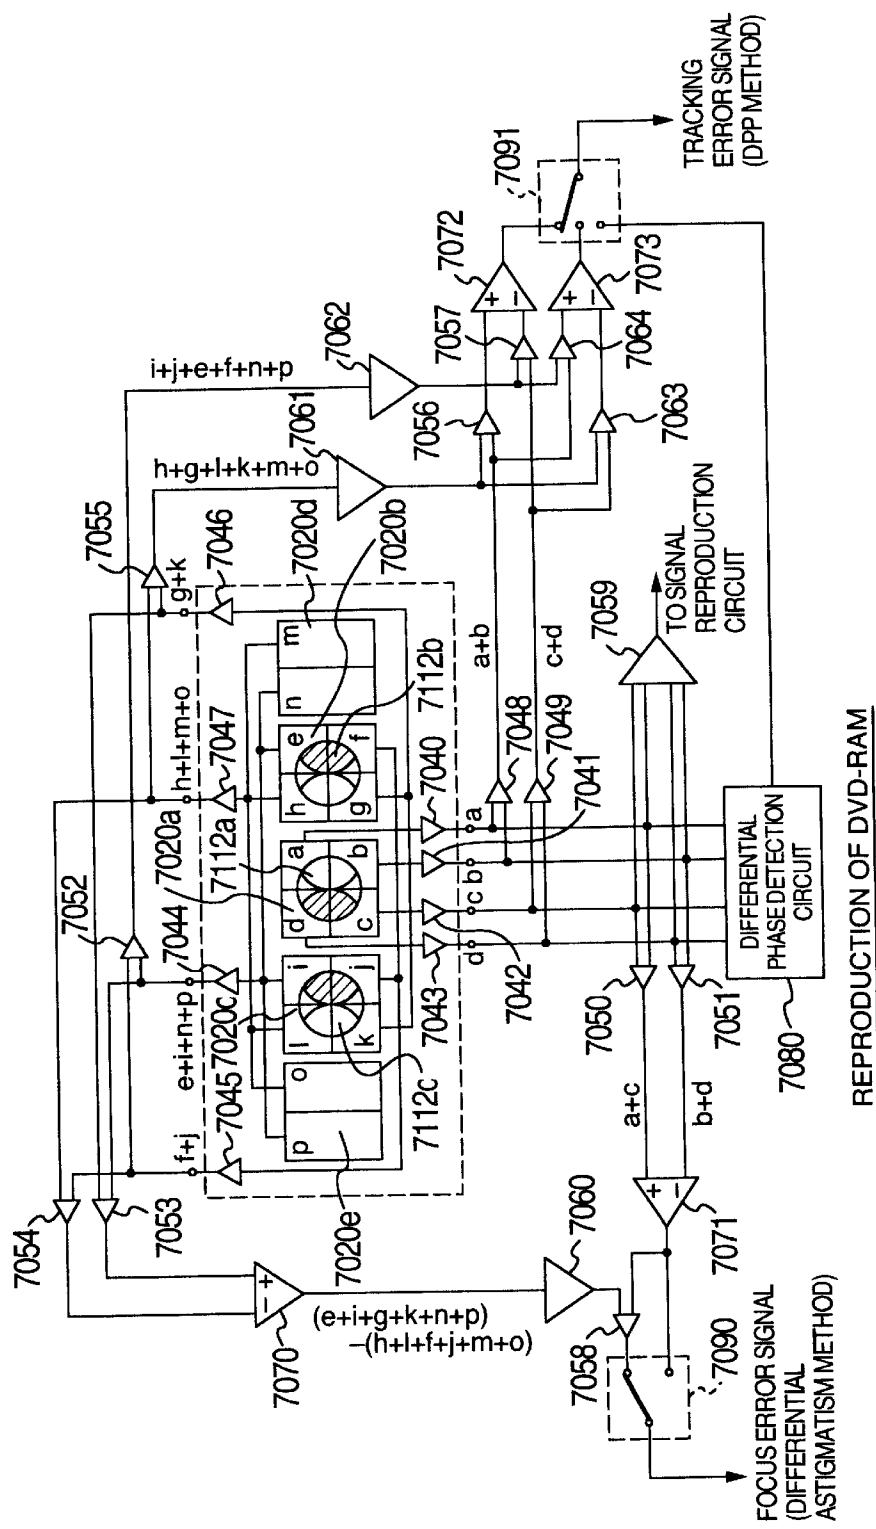 7054
7053
7052
7055
f+j
e+i+n+p
h+l+m+o
g+k
7045
7044
7047
7046
7020c
7020a
7112a
7020d
7020b
7020e
7112c
7112b
p
o
l
i
k
j
d
a
c
b
h
e
g
f
n
m
7043
7042
7041
7040
d
c
b
a
h+g+l+k+m+o
i+j+e+f+n+p
7061
7062
7070
+
−
(e+i+g+k+n+p)
−(h+l+f+j+m+o)
7060
7058
7090
7071
+
−
a+c
b+d
7050
7051
7048
7049
a+b
c+d
7056
7057
7064
7063
7072
+
−
7073
+
−
7091
TRACKING
ERROR SIGNAL
(DPP METHOD)
7059
TO SIGNAL
REPRODUCTION
CIRCUIT
DIFFERENTIAL
PHASE DETECTION
CIRCUIT
7080
FOCUS ERROR SIGNAL
(DIFFERENTIAL
ASTIGMATISM METHOD)
REPRODUCTION OF DVD-RAM